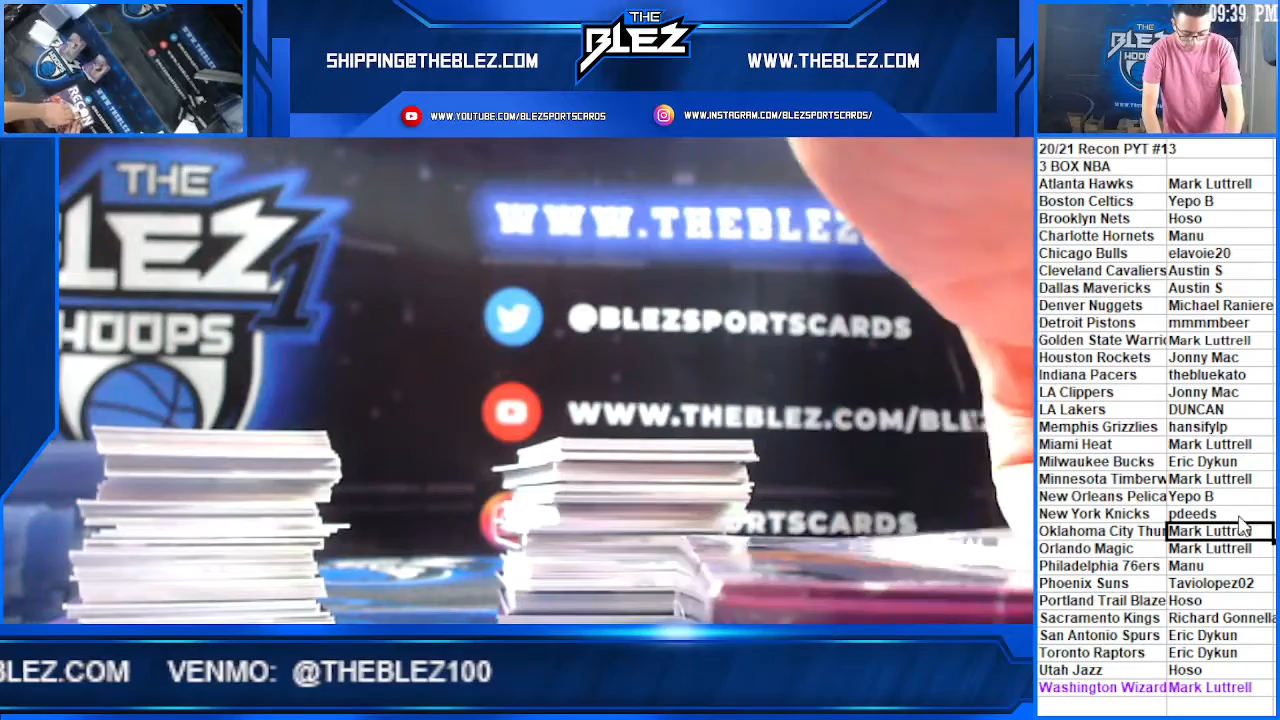 09:39 PM
THE
BLEZ
SHIPPING@THEBLEZ.COM
WWW.THEBLEZ.COM
WWW.YOUTUBE.COM/BLEZSPORTSCARDS
WWW.INSTAGRAM.COM/BLEZSPORTSCARDS/
RECON
THE
BLEZ
HOOPS
1
WWW.THEBLEZ
@BLEZSPORTSCARDS
WWW.THEBLEZ.COM/BLE
RTSCARDS
20/21 Recon PYT #13
3 BOX NBA
Atlanta Hawks Mark Luttrell
Boston Celtics Yepo B
Brooklyn Nets Hoso
Charlotte Hornets Manu
Chicago Bulls elavoie20
Cleveland Cavaliers Austin S
Dallas Mavericks Austin S
Denver Nuggets Michael Raniere
Detroit Pistons mmmmbeer
Golden State Warri Mark Luttrell
Houston Rockets Jonny Mac
Indiana Pacers thebluekato
LA Clippers Jonny Mac
LA Lakers DUNCAN
Memphis Grizzlies hansifylp
Miami Heat Mark Luttrell
Milwaukee Bucks Eric Dykun
Minnesota Timberw Mark Luttrell
New Orleans Pelica Yepo B
New York Knicks pdeeds
Oklahoma City Thu Mark Luttrell
Orlando Magic Mark Luttrell
Philadelphia 76ers Manu
Phoenix Suns Taviolopez02
Portland Trail Blaze Hoso
Sacramento Kings Richard Gonnella
San Antonio Spurs Eric Dykun
Toronto Raptors Eric Dykun
Utah Jazz Hoso
Washington Wizard Mark Luttrell
BLEZ.COM VENMO: @THEBLEZ100